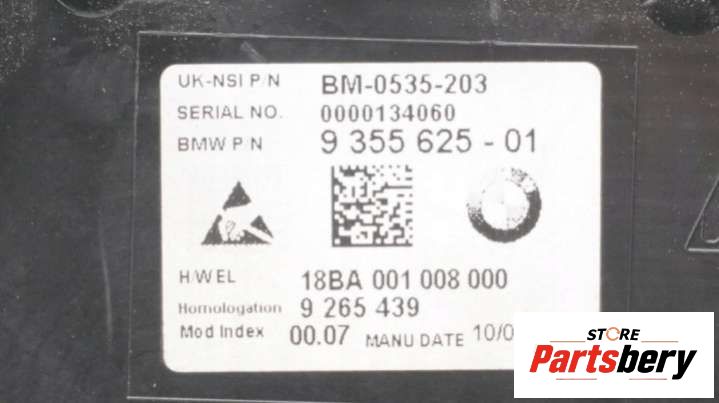 UK-NSI P/N BM-0535-203
SERIAL NO. 0000134060
BMW P/N 9 355 625 - 01
H/W EL 18BA 001 008 000
Homologation 9 265 439
Mod Index 00.07 MANU DATE 10/0
STORE
Partsbery